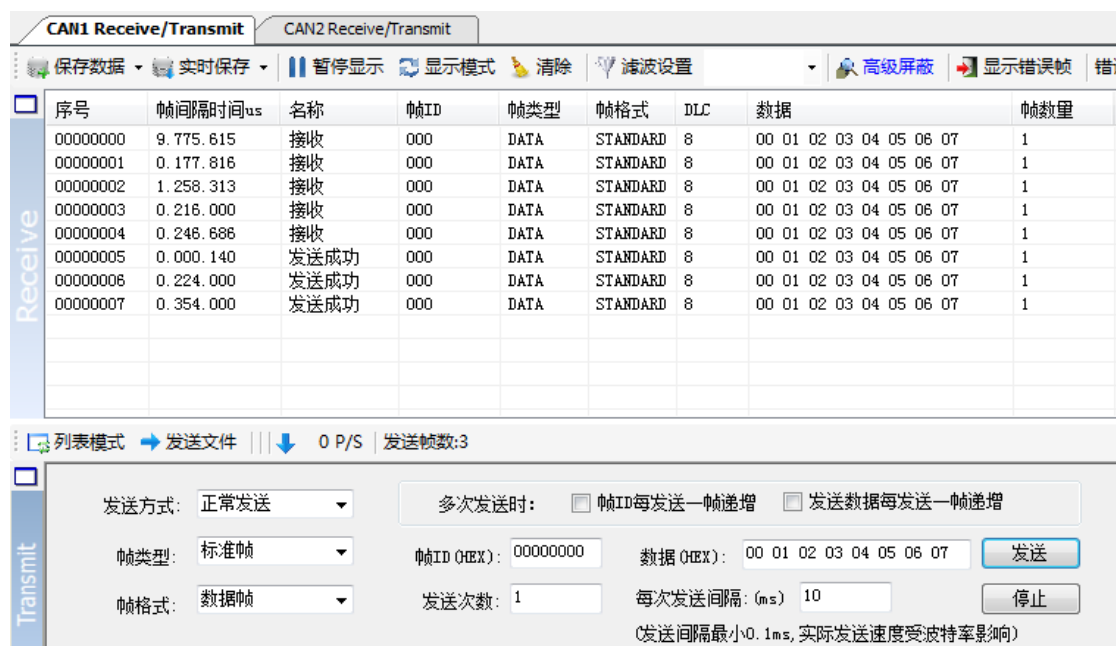 CAN1 Receive/Transmit CAN2 Receive/Transmit
保存数据 实时保存 暂停显示 显示模式 清除 滤波设置 高级屏蔽 显示错误帧
序号 帧间隔时间us 名称 帧ID 帧类型 帧格式 DLC 数据 帧数量
00000000 9.775.615 接收 000 DATA STANDARD 8 00 01 02 03 04 05 06 07 1
00000001 0.177.816 接收 000 DATA STANDARD 8 00 01 02 03 04 05 06 07 1
00000002 1.258.313 接收 000 DATA STANDARD 8 00 01 02 03 04 05 06 07 1
00000003 0.216.000 接收 000 DATA STANDARD 8 00 01 02 03 04 05 06 07 1
00000004 0.246.686 接收 000 DATA STANDARD 8 00 01 02 03 04 05 06 07 1
00000005 0.000.140 发送成功 000 DATA STANDARD 8 00 01 02 03 04 05 06 07 1
00000006 0.224.000 发送成功 000 DATA STANDARD 8 00 01 02 03 04 05 06 07 1
00000007 0.354.000 发送成功 000 DATA STANDARD 8 00 01 02 03 04 05 06 07 1
Receive
列表模式 发送文件 0 P/S 发送帧数:3
发送方式: 正常发送 多次发送时: 帧ID每发送一帧递增 发送数据每发送一帧递增
帧类型: 标准帧 帧ID(HEX): 00000000 数据(HEX): 00 01 02 03 04 05 06 07 发送
帧格式: 数据帧 发送次数: 1 每次发送间隔:(ms) 10 停止
(发送间隔最小0.1ms,实际发送速度受波特率影响)
Transmit